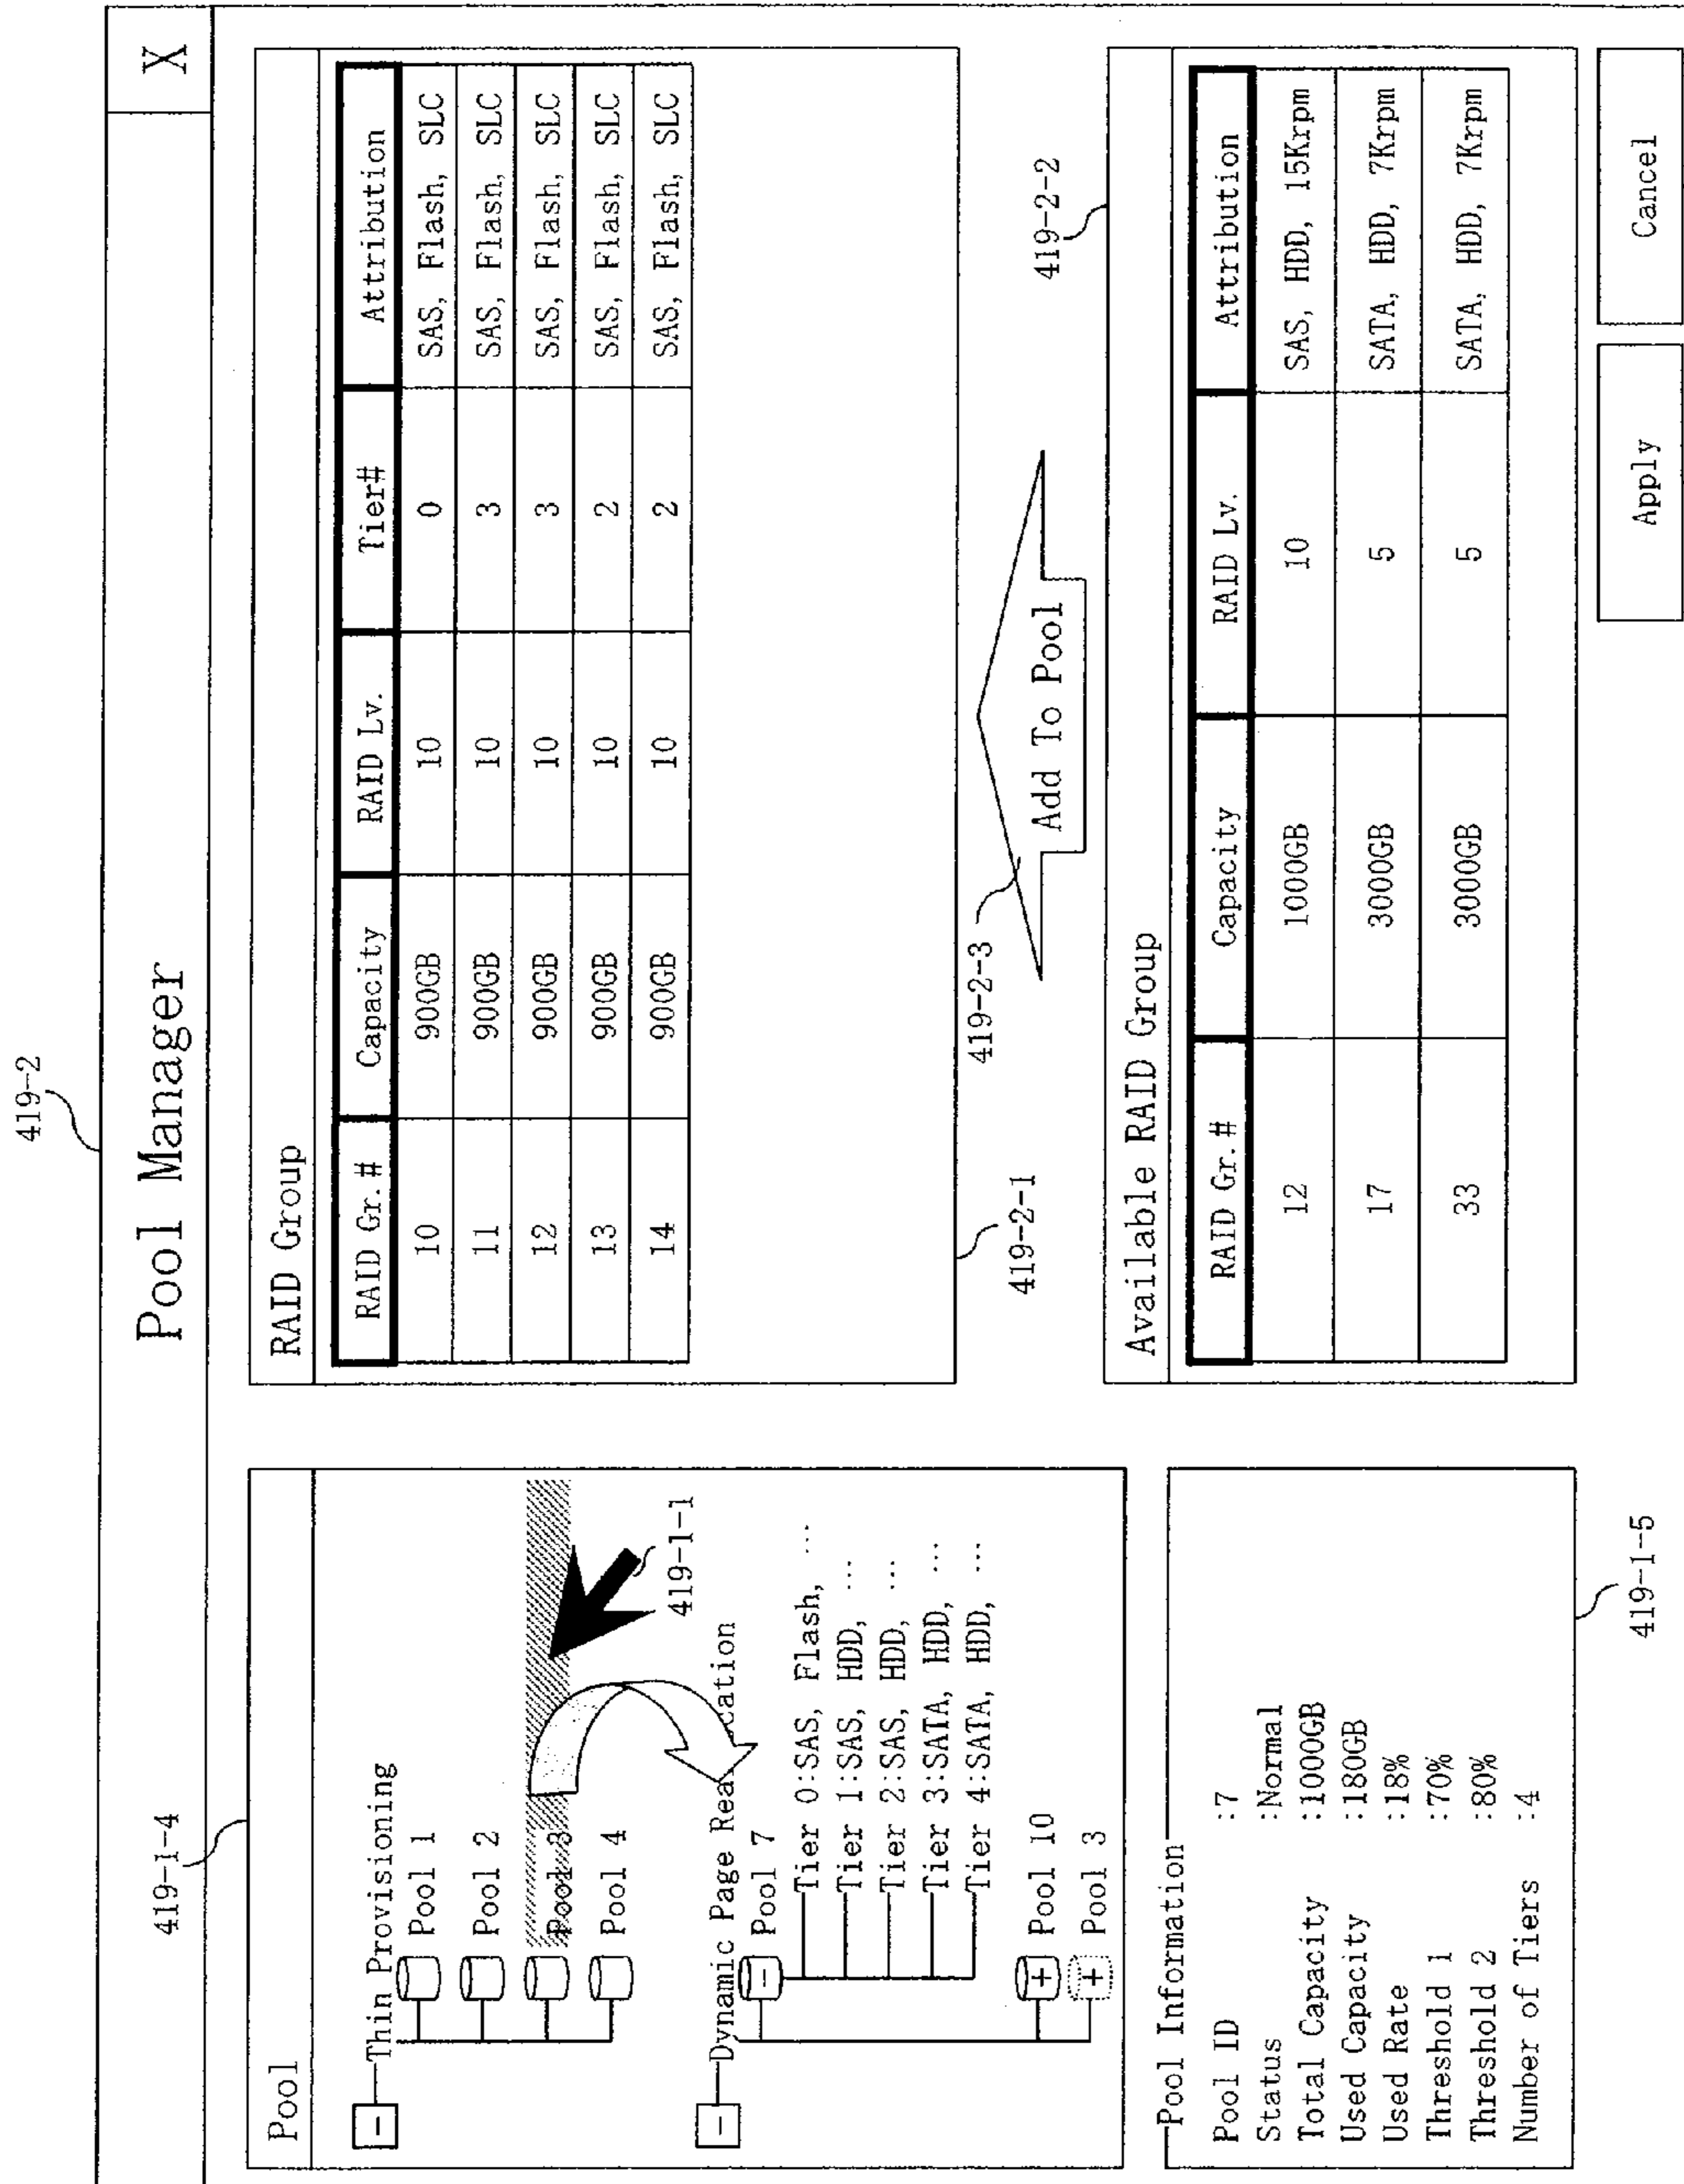 419-2
Pool Manager
X
419-1-4
Pool
Thin Provisioning
Pool 1
Pool 2
Pool 3
Pool 4
419-1-1
Dynamic Page
Pool 7
Tier 0:SAS, Flash, ...
Tier 1:SAS, HDD, ...
Tier 2:SAS, HDD, ...
Tier 3:SATA, HDD, ...
Tier 4:SATA, HDD, ...
Pool 10
Pool 3
Pool Information
Pool ID :7
Status :Normal
Total Capacity :1000GB
Used Capacity :180GB
Used Rate :18%
Threshold 1 :70%
Threshold 2 :80%
Number of Tiers :4
419-1-5
RAID Group
RAID Gr.# Capacity RAID Lv. Tier# Attribution
10 900GB 10 0 SAS, Flash, SLC
11 900GB 10 3 SAS, Flash, SLC
12 900GB 10 3 SAS, Flash, SLC
13 900GB 10 2 SAS, Flash, SLC
14 900GB 10 2 SAS, Flash, SLC
419-2-1
419-2-3
Add To Pool
419-2-2
Available RAID Group
RAID Gr.# Capacity RAID Lv. Attribution
12 1000GB 10 SAS, HDD, 15Krpm
17 3000GB 5 SATA, HDD, 7Krpm
33 3000GB 5 SATA, HDD, 7Krpm
Apply
Cancel